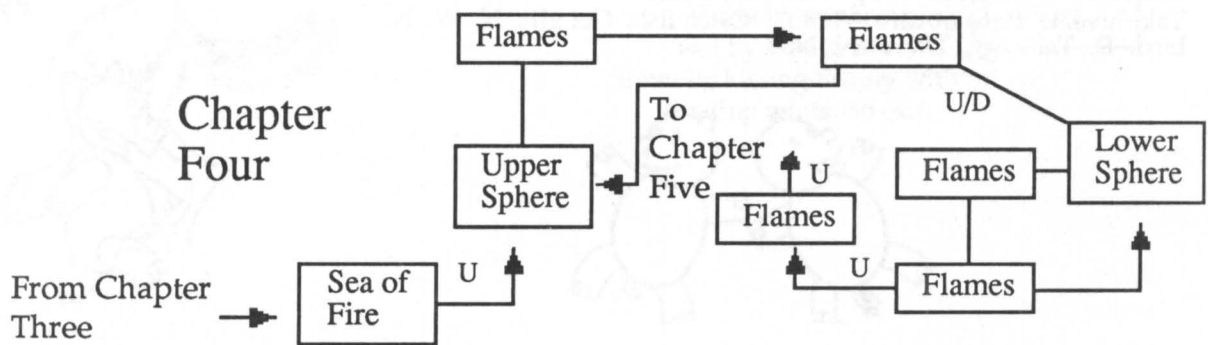 Flames
Flames
Chapter
Four
To
Chapter
Five
U/D
Upper
Sphere
Flames
Lower
Sphere
U
Flames
From Chapter
Three
Sea of
Fire
U
U
Flames